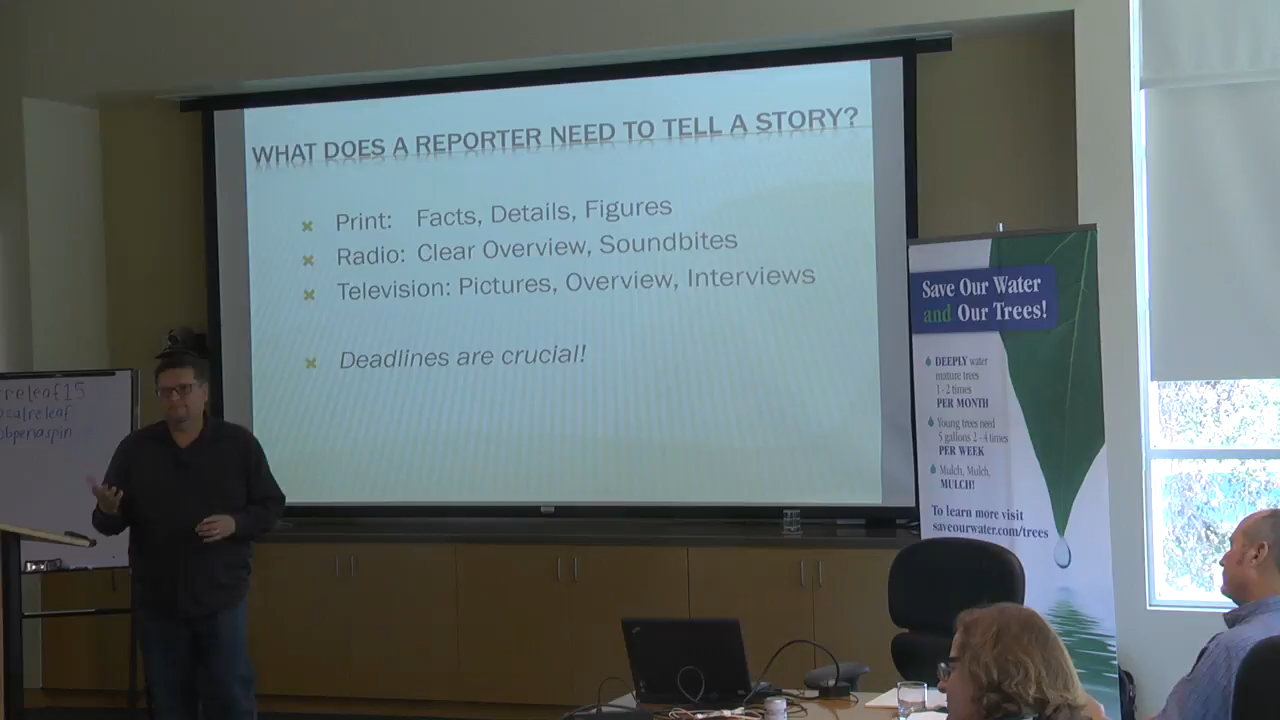 WHAT DOES A REPORTER NEED TO TELL A STORY?
Print: Facts, Details, Figures
Radio: Clear Overview, Soundbites
Television: Pictures, Overview, Interviews
Deadlines are crucial!
releaf15
calreleaf
bpenaspin
Save Our Water
and Our Trees!
DEEPLY water
mature trees
1 - 2 times
PER MONTH
Young trees need
5 gallons 2 - 4 times
PER WEEK
Mulch, Mulch,
MULCH!
To learn more visit
saveourwater.com/trees